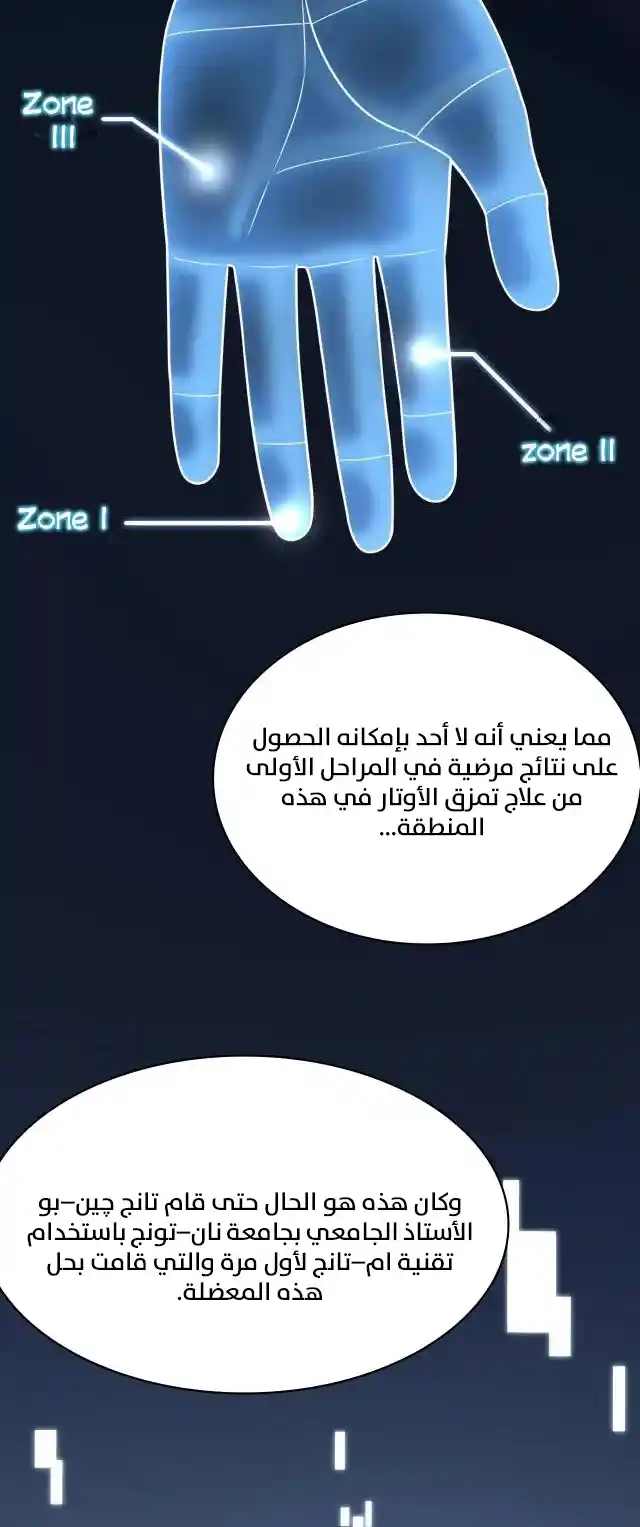 Zone
III
zone II
Zone I
مما يعني أنه لا أحد بإمكانه الحصول
على نتائج مرضية في المراحل الأولى
من علاج تمزق الأوتار في هذه
المنطقة...
وكان هذه هو الحال حتى قام تانج چين-بو
الأستاذ الجامعي بجامعة نان-تونج باستخدام
تقنية ام-تانج لأول مرة والتي قامت بحل
هذه المعضلة.